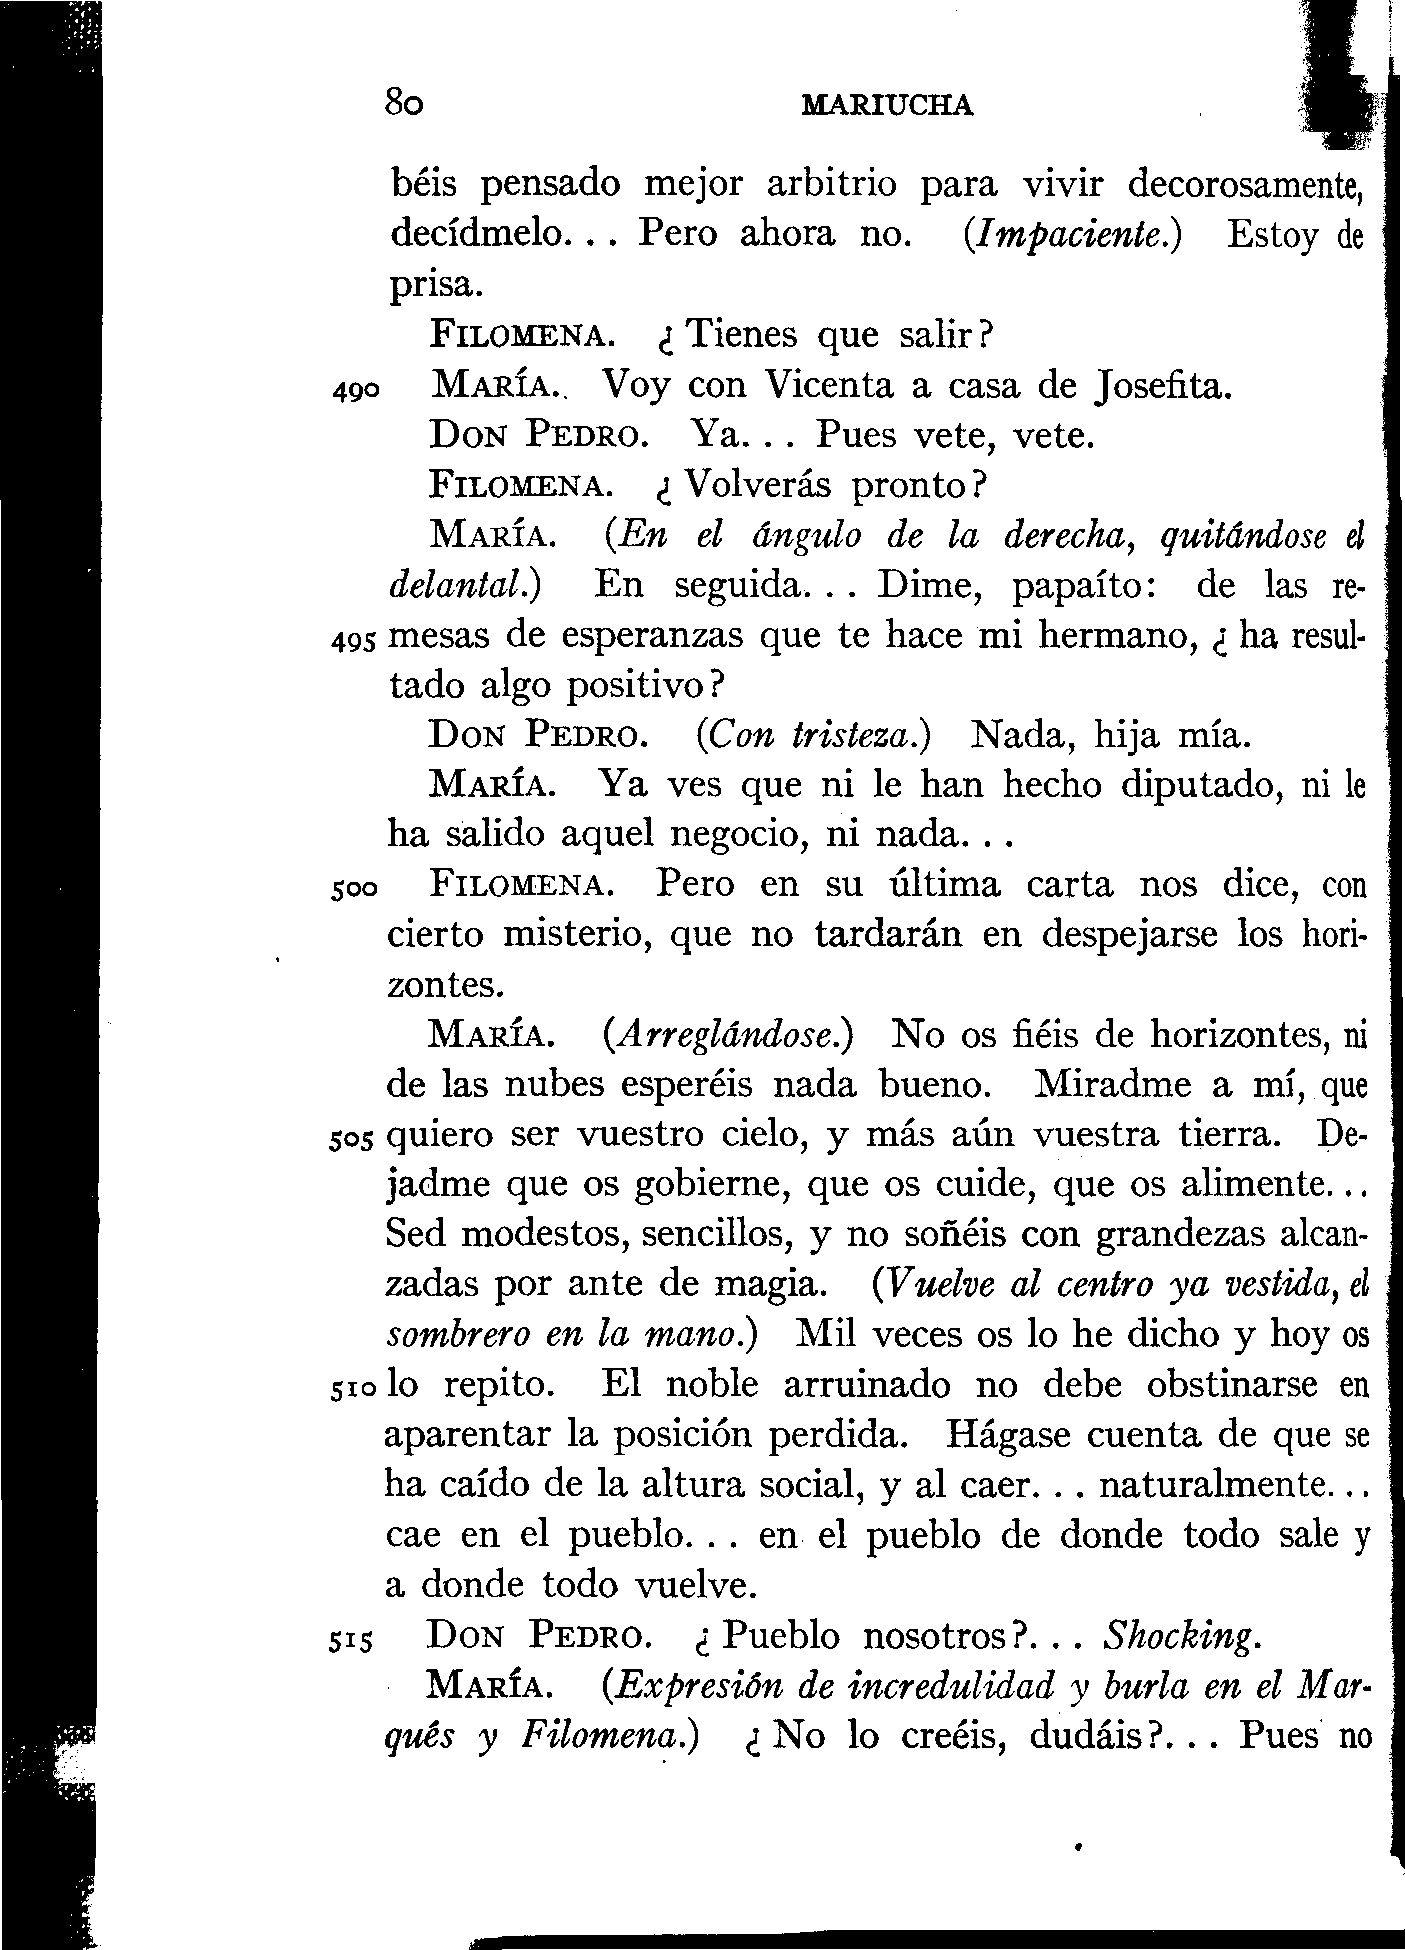 80 MARIUCHA
béis pensado mejor arbitrio para vivir decorosamente,
decídmelo. . . Pero ahora no. (Impaciente.) Estoy de
prisa.
FILOMENA. ¿Tienes que salir?
490 MARÍA. Voy con Vicenta a casa de Josefita.
DON PEDRO. Ya. . . Pues vete, vete.
FILOMENA. ¿Volverás pronto?
MARÍA. (En el ángulo de la derecha, quitándose el
delantal.) En seguida. . . Dime, papaíto: de las re-
495 mesas de esperanzas que te hace mi hermano, ¿ha resul-
tado algo positivo?
DON PEDRO. (Con tristeza.) Nada, hija mía.
MARÍA. Ya ves que ni le han hecho diputado, ni le
ha salido aquel negocio, ni nada. . .
500 FILOMENA. Pero en su última carta nos dice, con
cierto misterio, que no tardarán en despejarse los hori-
zontes.
MARÍA. (Arreglándose.) No os fiéis de horizontes, ni
de las nubes esperéis nada bueno. Miradme a mí, que
505 quiero ser vuestro cielo, y más aún vuestra tierra. De-
jadme que os gobierne, que os cuide, que os alimente. . .
Sed modestos, sencillos, y no soñéis con grandezas alcan-
zadas por ante de magia. (Vuelve al centro ya vestida, el
sombrero en la mano.) Mil veces os lo he dicho y hoy os
510 lo repito. El noble arruinado no debe obstinarse en
aparentar la posición perdida. Hágase cuenta de que se
ha caído de la altura social, y al caer. . . naturalmente. . .
cae en el pueblo. . . en el pueblo de donde todo sale y
a donde todo vuelve.
515 DON PEDRO. ¿Pueblo nosotros?. . . Shocking.
MARÍA. (Expresión de incredulidad y burla en el Mar-
qués y Filomena.) ¿No lo creéis, dudáis?. . . Pues no